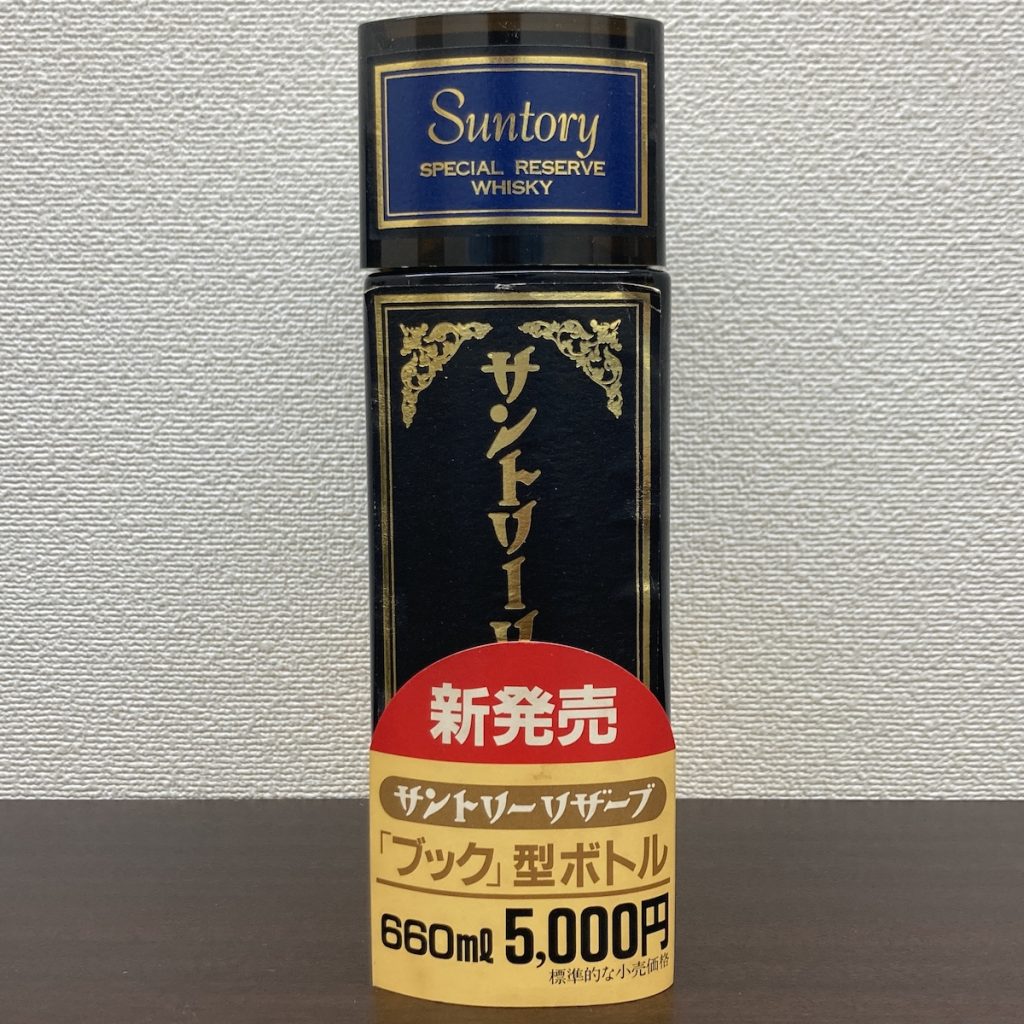 Suntory
SPECIAL RESERVE
WHISKY
サントリーリ
新発売
サントリーリザーブ
「ブック」型ボトル
660ml 5,000円
標準的な小売価格